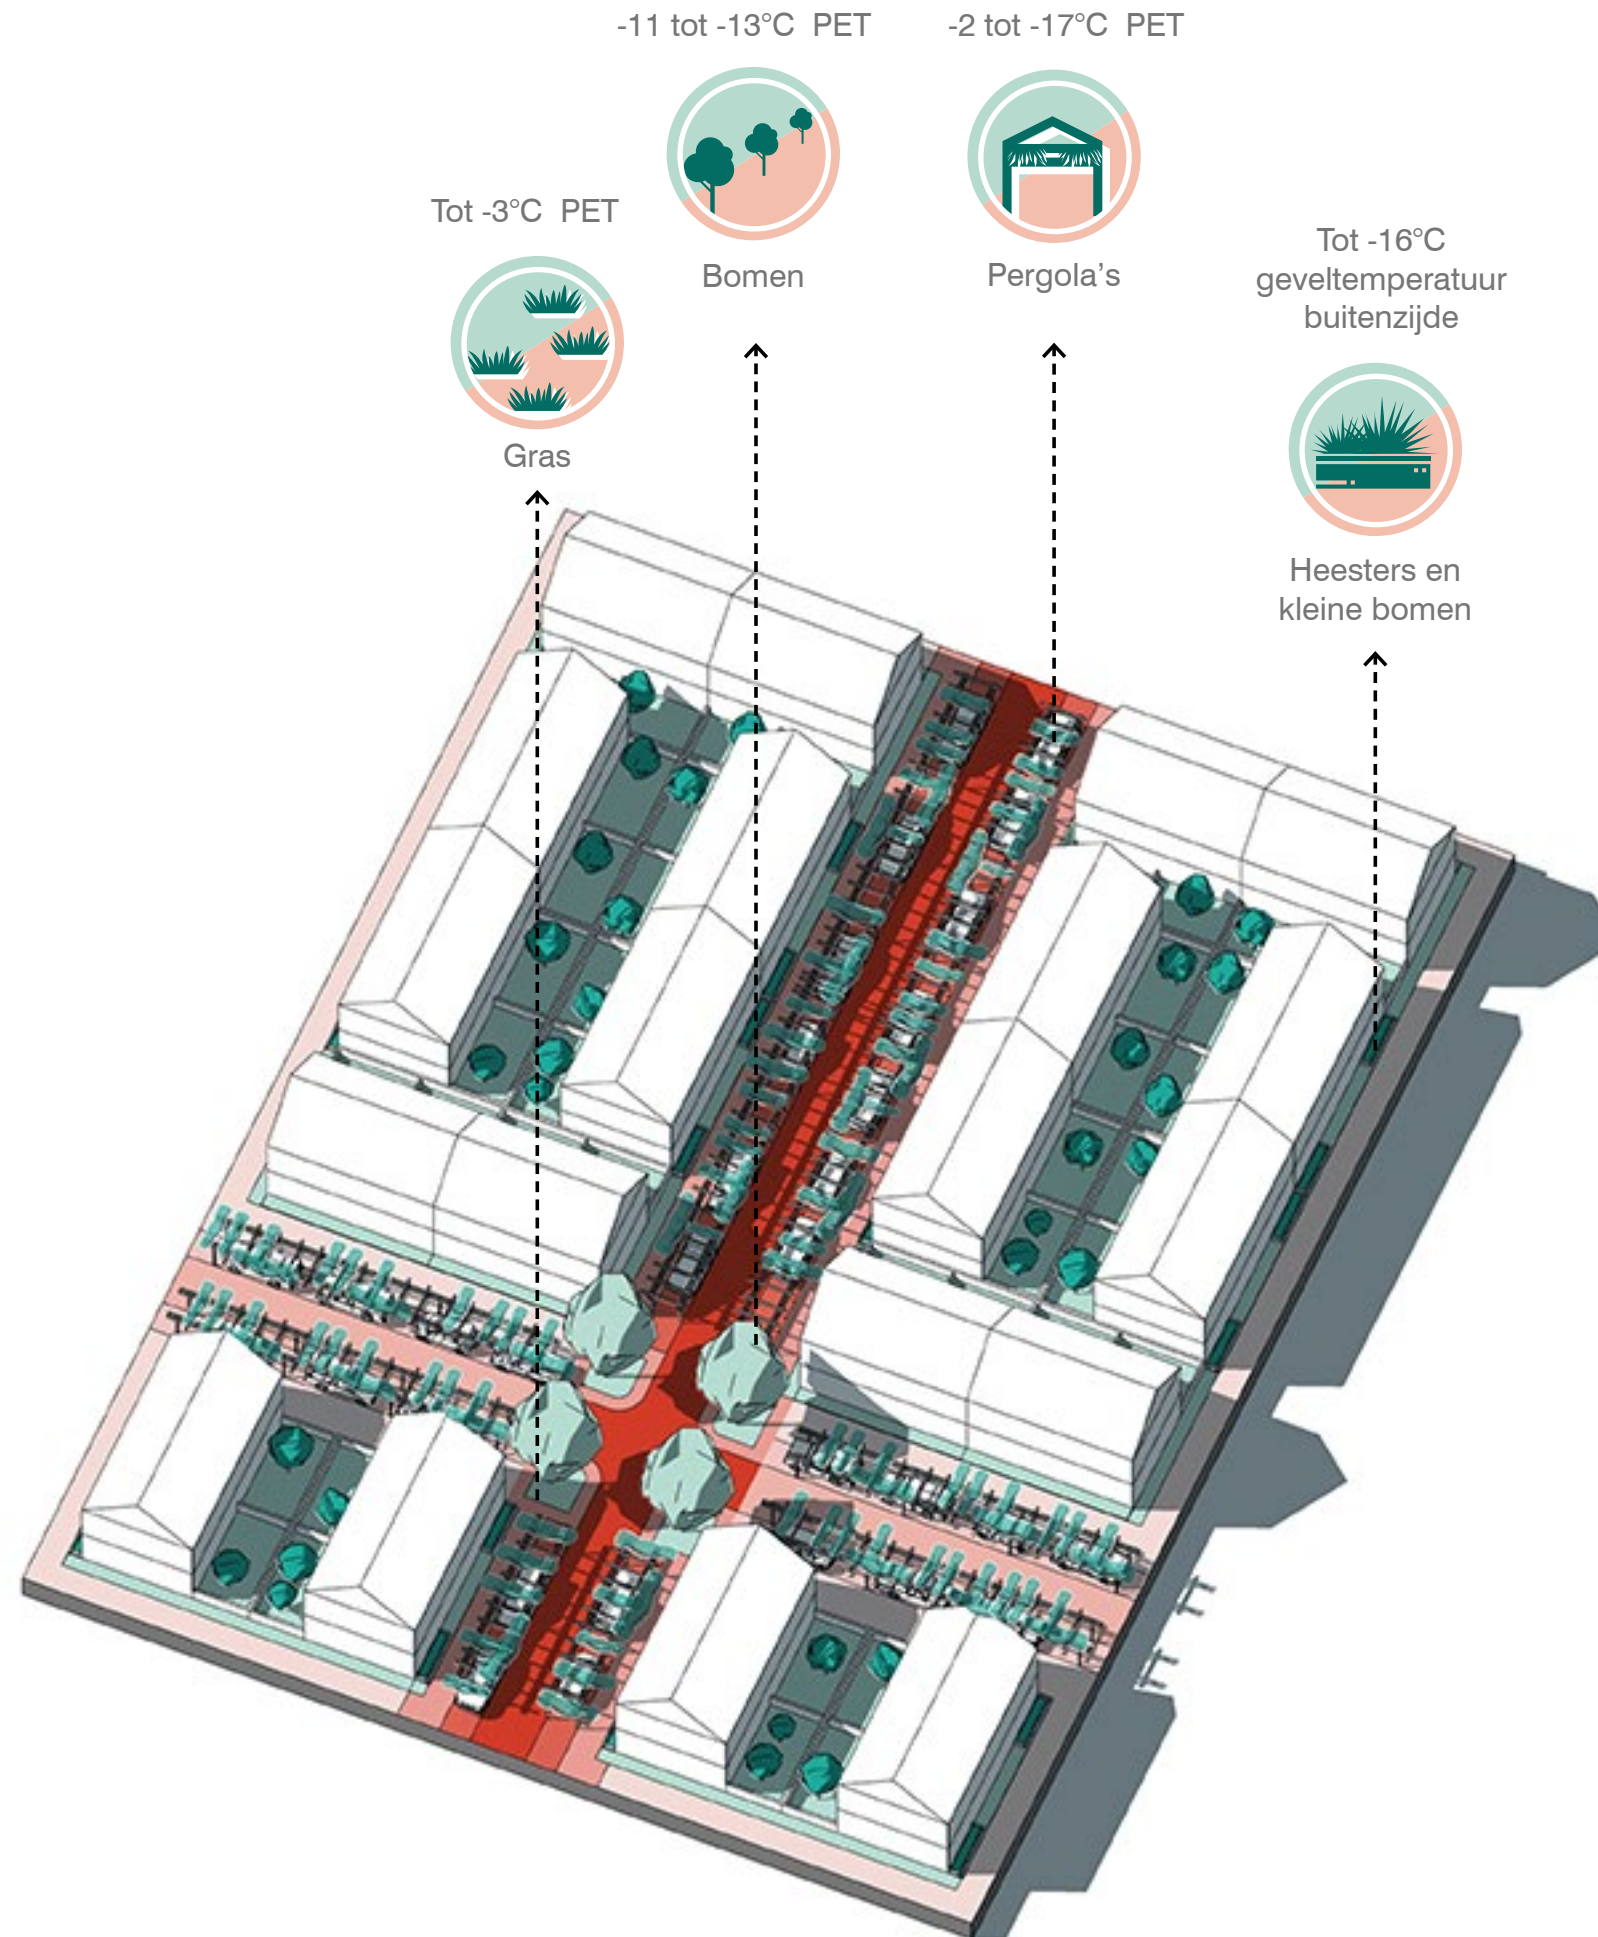 -11 tot -13°C  PET
-2 tot -17°C  PET
Tot -3°C  PET
Bomen
Pergola’s
Tot -16°C
geveltemperatuur
buitenzijde
Gras
Heesters en
kleine bomen